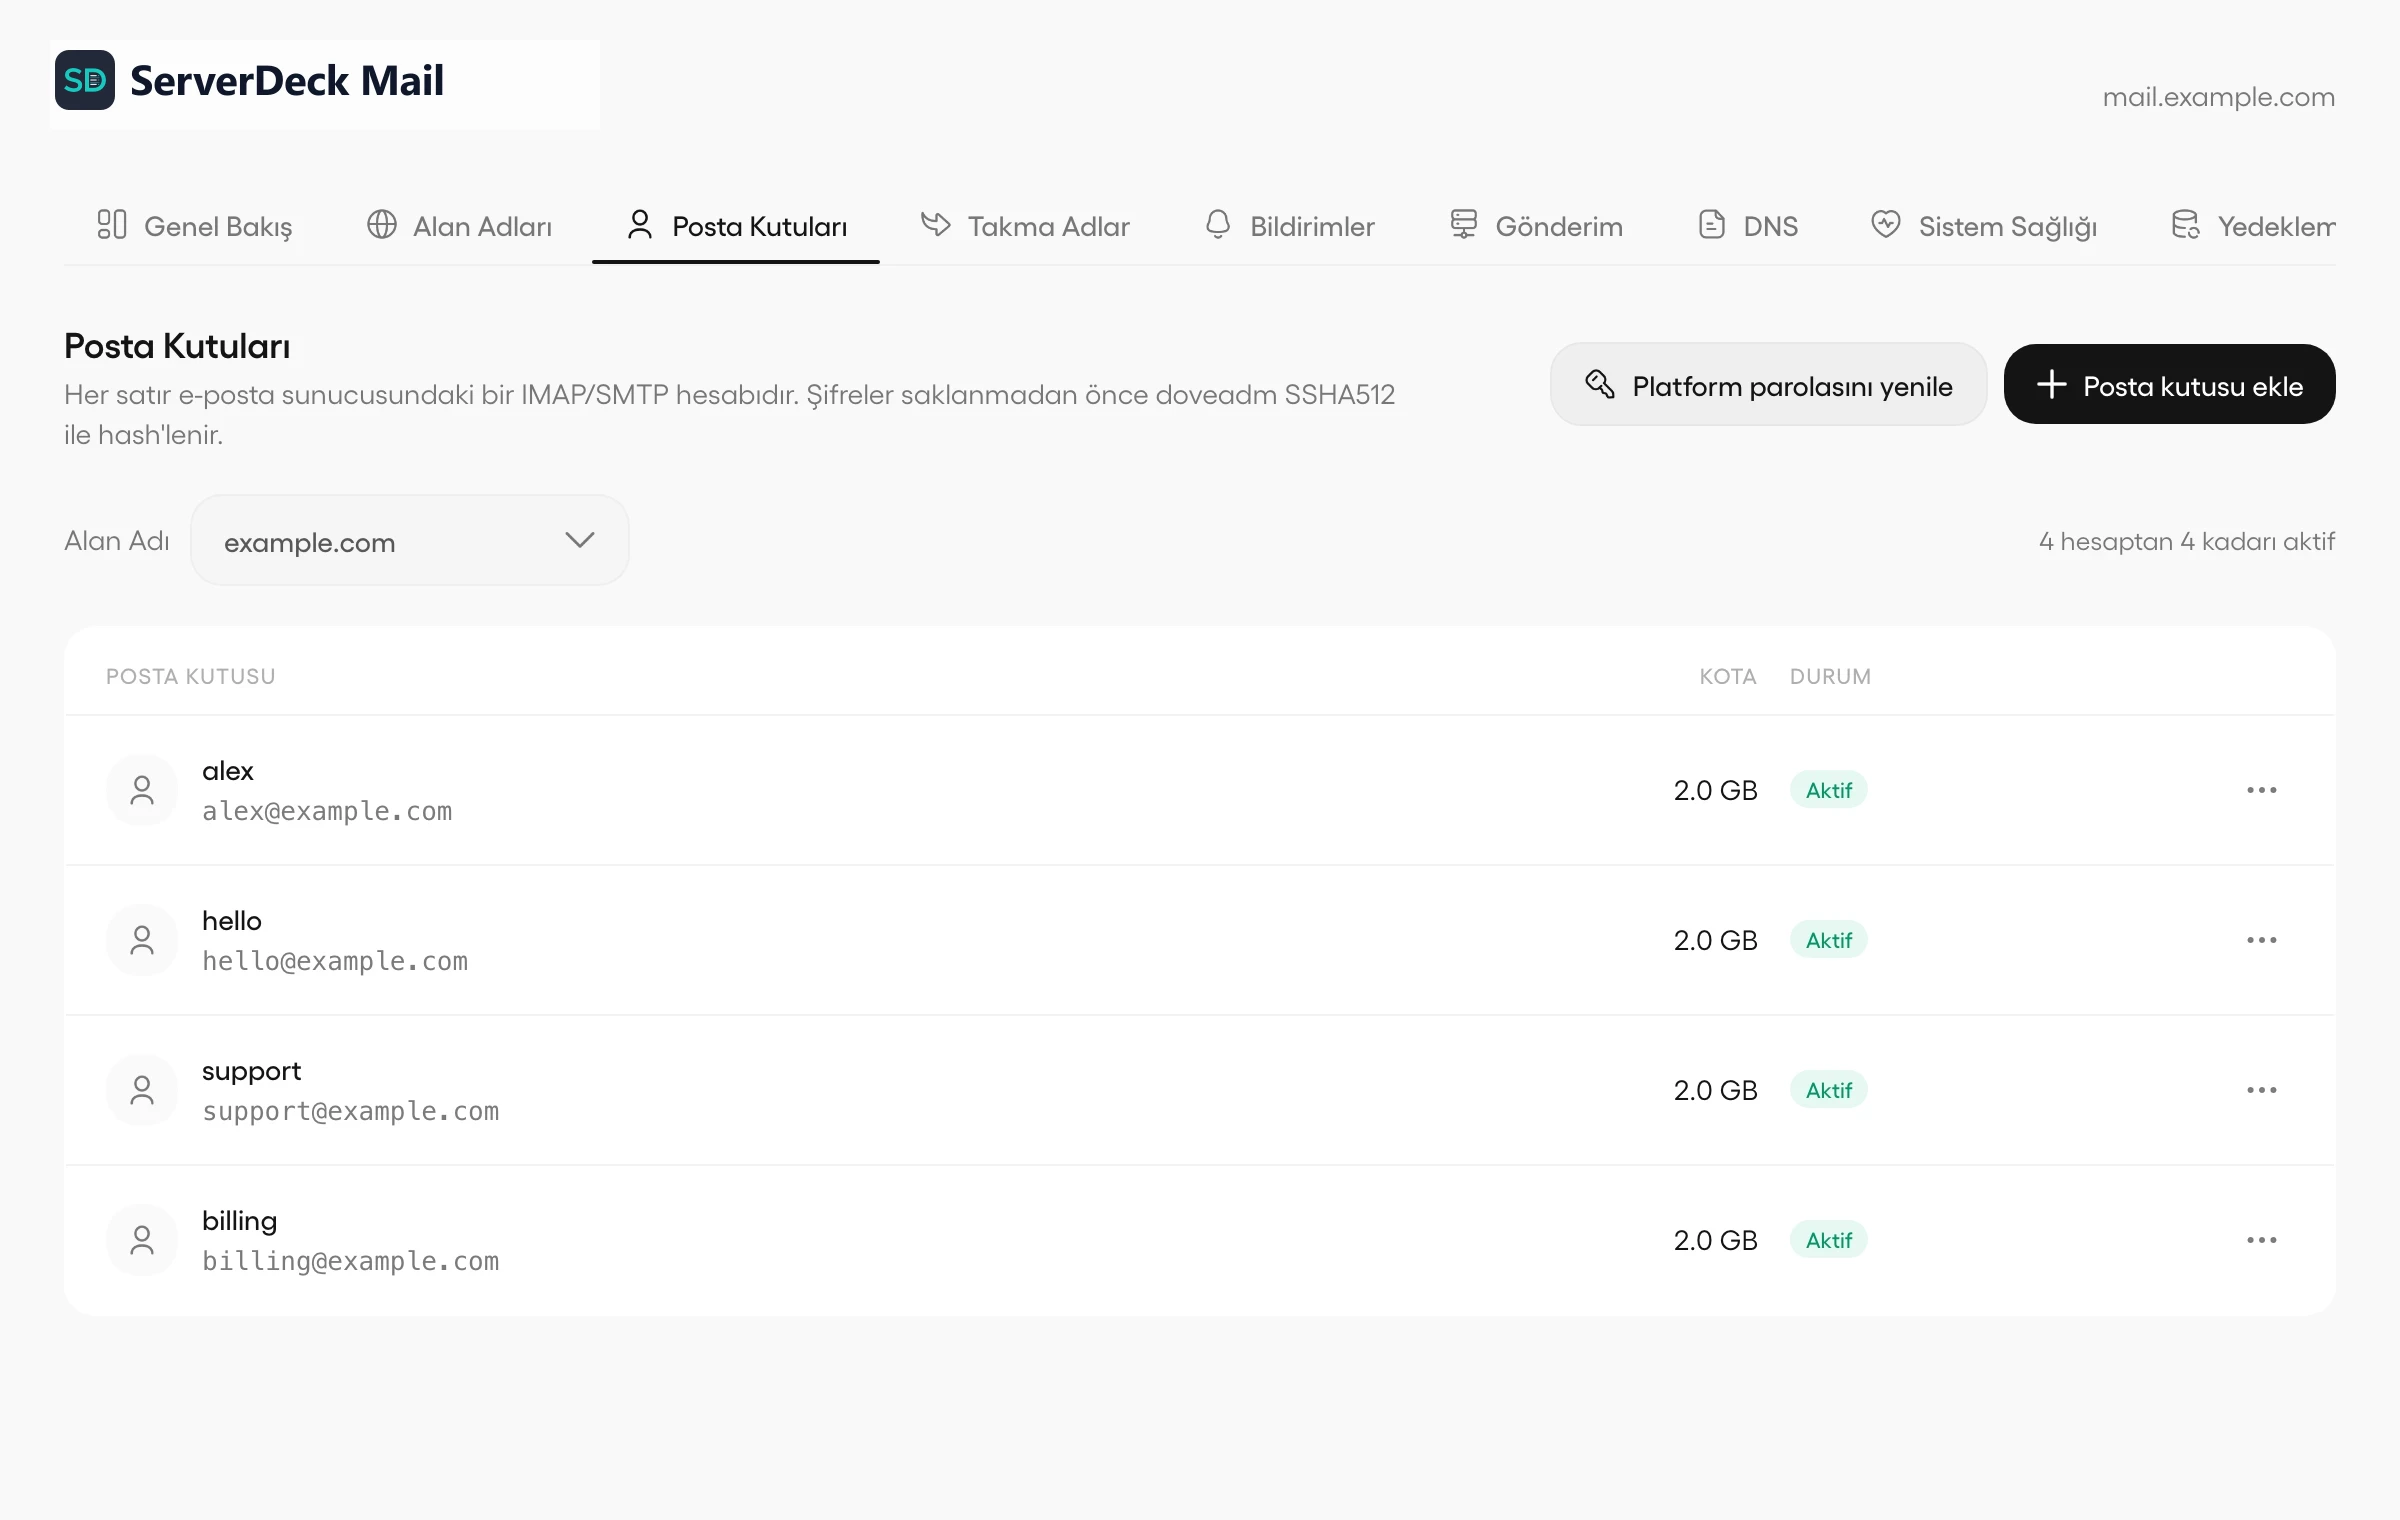 SD ServerDeck Mail
mail.example.com
Genel Bakış
Alan Adları
Posta Kutuları
Takma Adlar
Bildirimler
Gönderim
DNS
Sistem Sağlığı
Yedeklem
Posta Kutuları
Her satır e-posta sunucusundaki bir IMAP/SMTP hesabıdır. Şifreler saklanmadan önce doveadm SSHA512
ile hash'lenir.
Platform parolasını yenile
Posta kutusu ekle
Alan Adı
example.com
4 hesaptan 4 kadarı aktif
POSTA KUTUSU KOTA DURUM
alex
alex@example.com
2.0 GB Aktif
hello
hello@example.com
2.0 GB Aktif
support
support@example.com
2.0 GB Aktif
billing
billing@example.com
2.0 GB Aktif